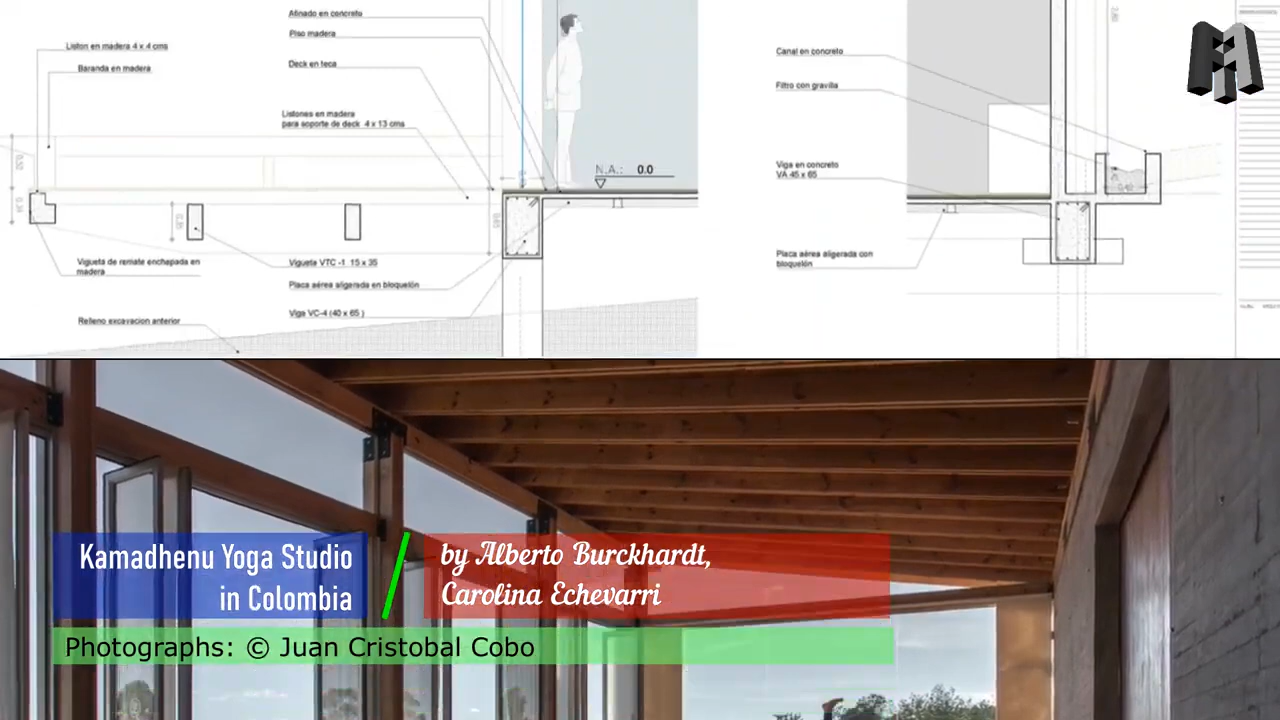 Afinado en concreto
Piso madera
Liston en madera 4 x 4 cms
Baranda en madera
Deck en teca
Listones en madera
para soporte de deck 4 x 13 cms
N.A.: 0.0
Canal en concreto
Filtro con gravilla
Viga en concreto
VA 45 x 65
Vigueta de remate enchapada en
madera
Vigueta VTC -1 15 x 35
Placa aérea aligerada en bloquelón
Viga VC-4 (40 x 65 )
Relleno excavacion anterior
Placa aérea aligerada con
bloquelón
Kamadhenu Yoga Studio
in Colombia
by Alberto Burckhardt,
Carolina Echevarri
Photographs: © Juan Cristobal Cobo